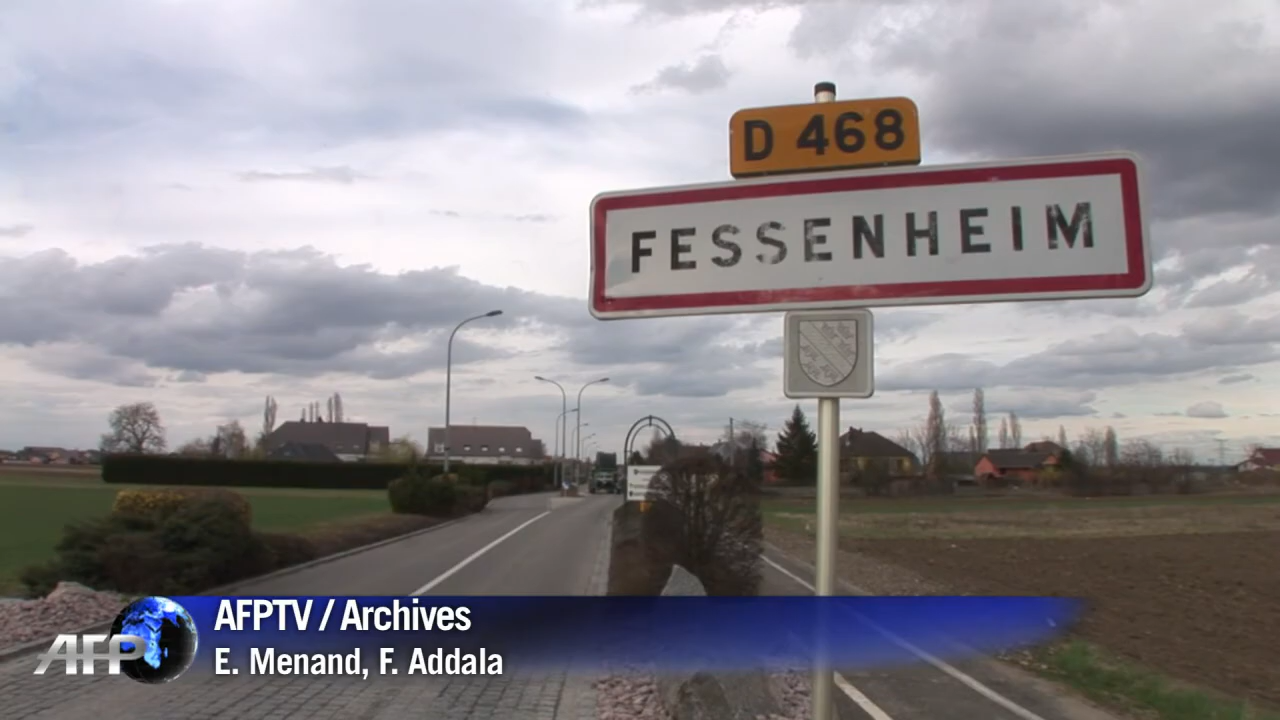 D 468
FESSENHEIM
AFPTV / Archives
AFP
E. Menand, F. Addala